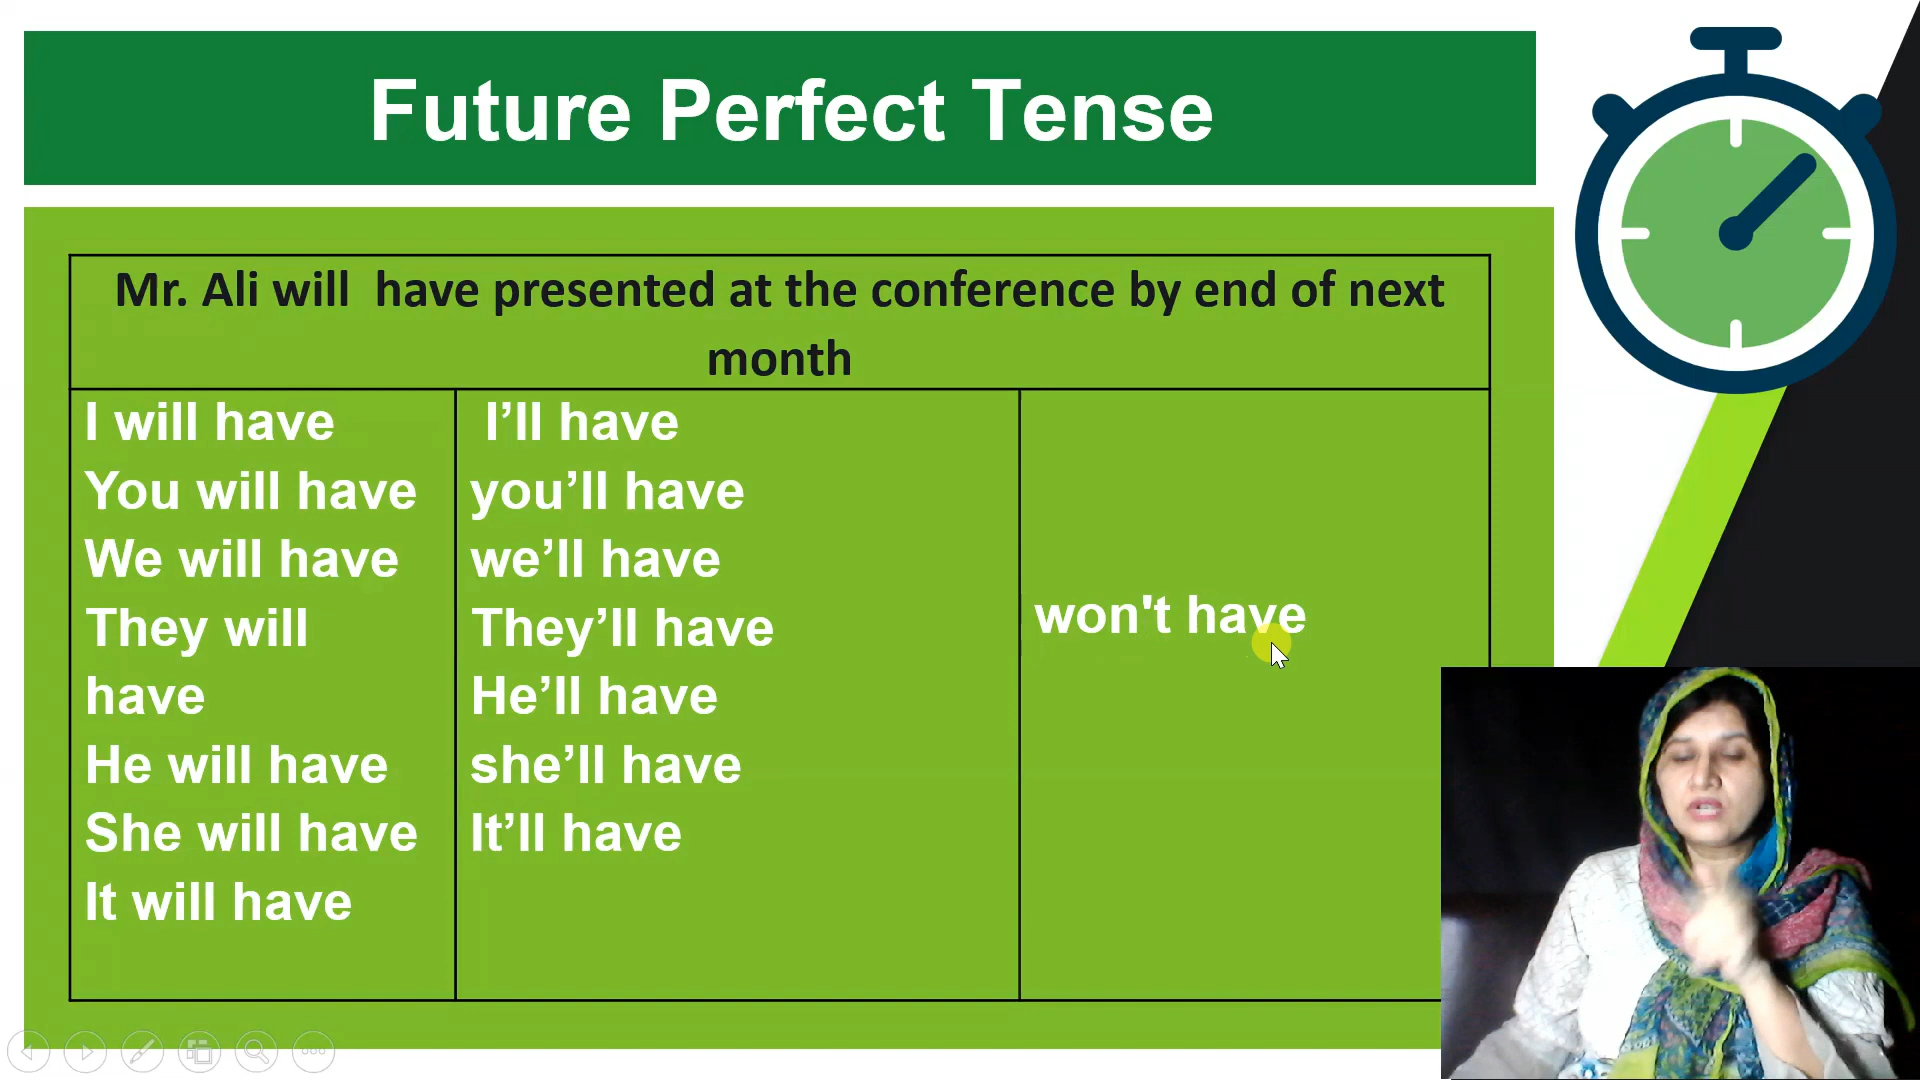 Future Perfect Tense
Mr. Ali will  have presented at the conference by end of next
month
I will have
You will have
We will have
They will
have
He will have
She will have
It will have
I’ll have
you’ll have
we’ll have
They’ll have
He’ll have
she’ll have
It’ll have
won't have